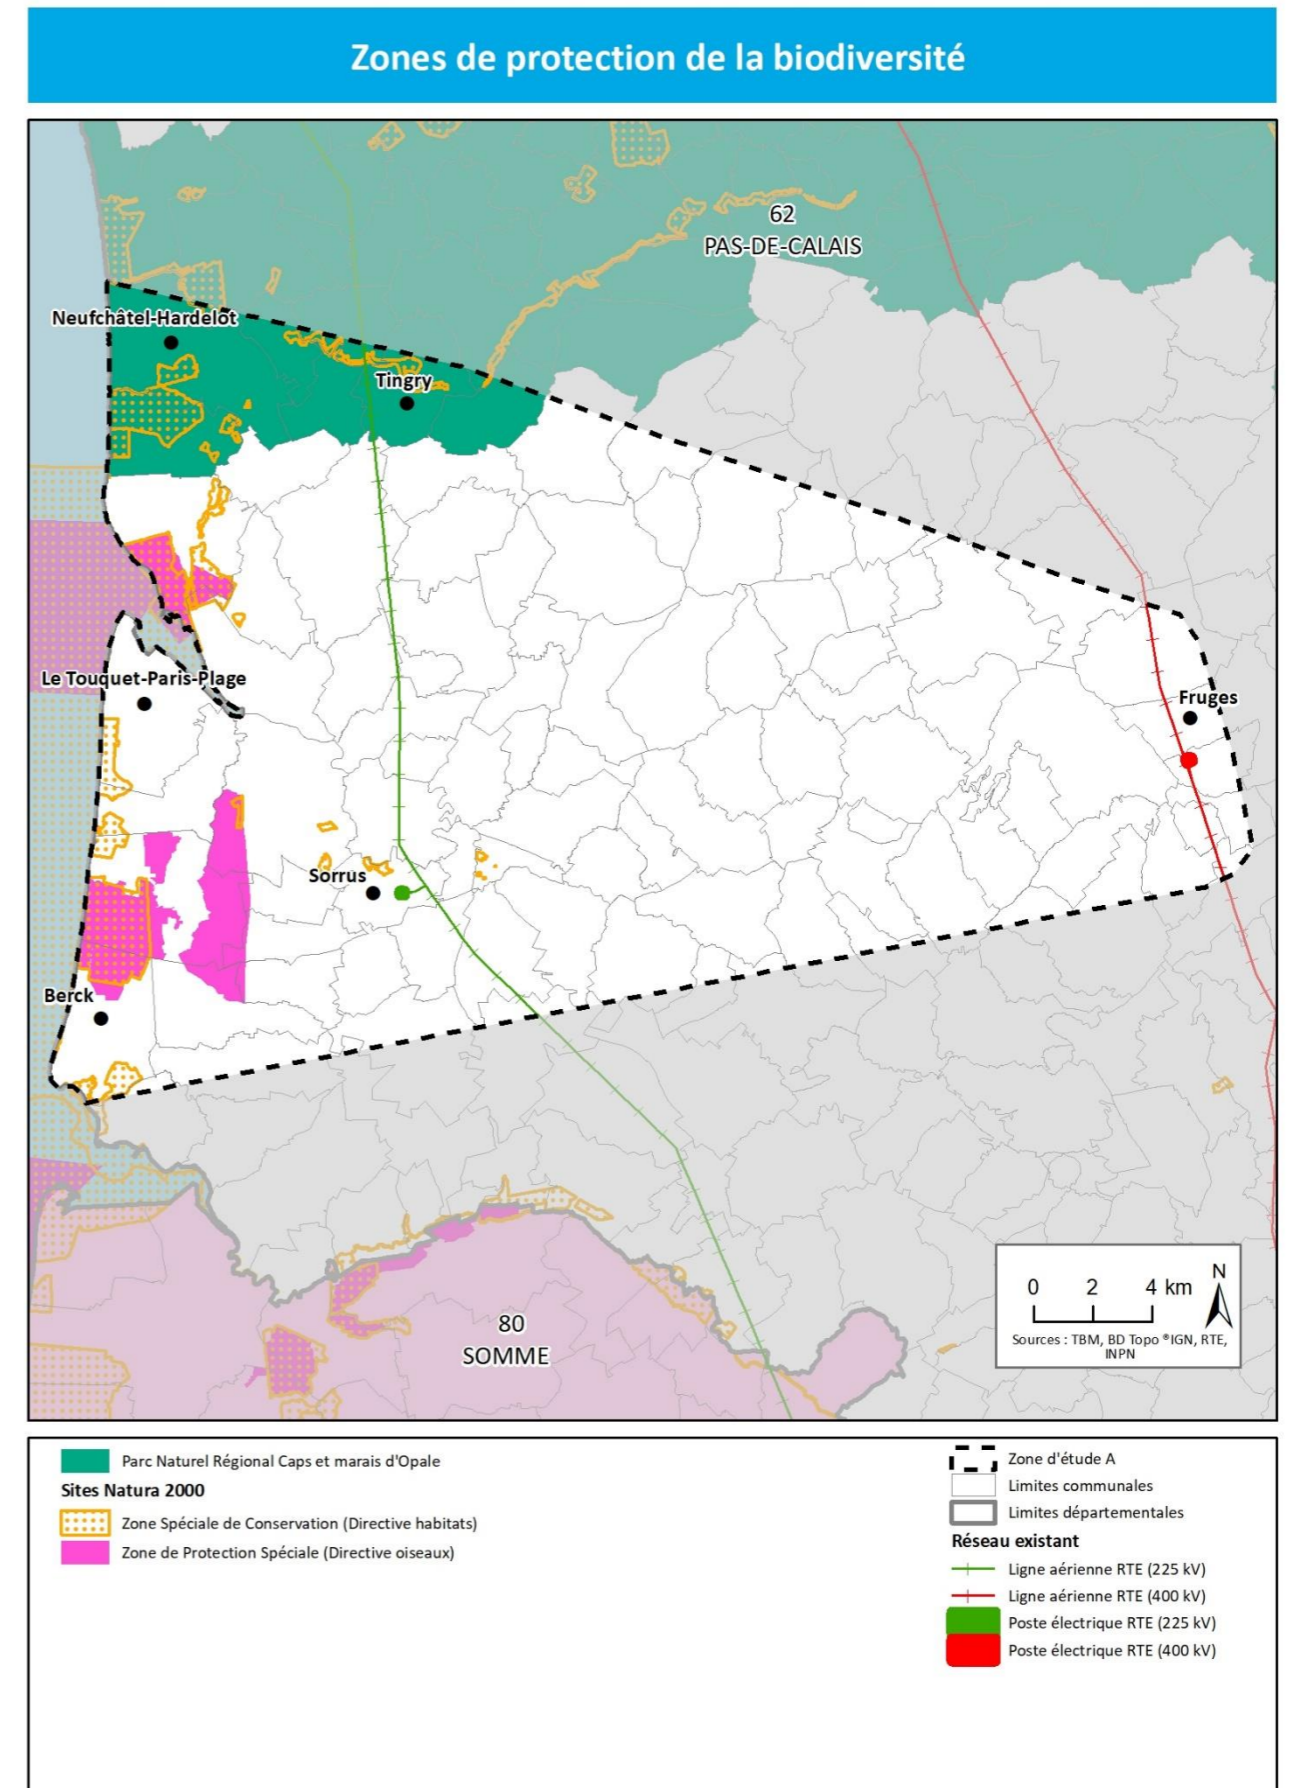 Zones de protection de la biodiversité
62
PAS-DE-CALAIS
Neufchâtel-Hardelot
Tingry
Le Touquet-Paris-Plage
Fruges
Sorrus
Berck
80
SOMME
0 2 4 km
N
Sources : TBM, BD Topo ®IGN, RTE,
INPN
Parc Naturel Régional Caps et marais d'Opale
Sites Natura 2000
Zone Spéciale de Conservation (Directive habitats)
Zone de Protection Spéciale (Directive oiseaux)
Zone d'étude A
Limites communales
Limites départementales
Réseau existant
Ligne aérienne RTE (225 kV)
Ligne aérienne RTE (400 kV)
Poste électrique RTE (225 kV)
Poste électrique RTE (400 kV)